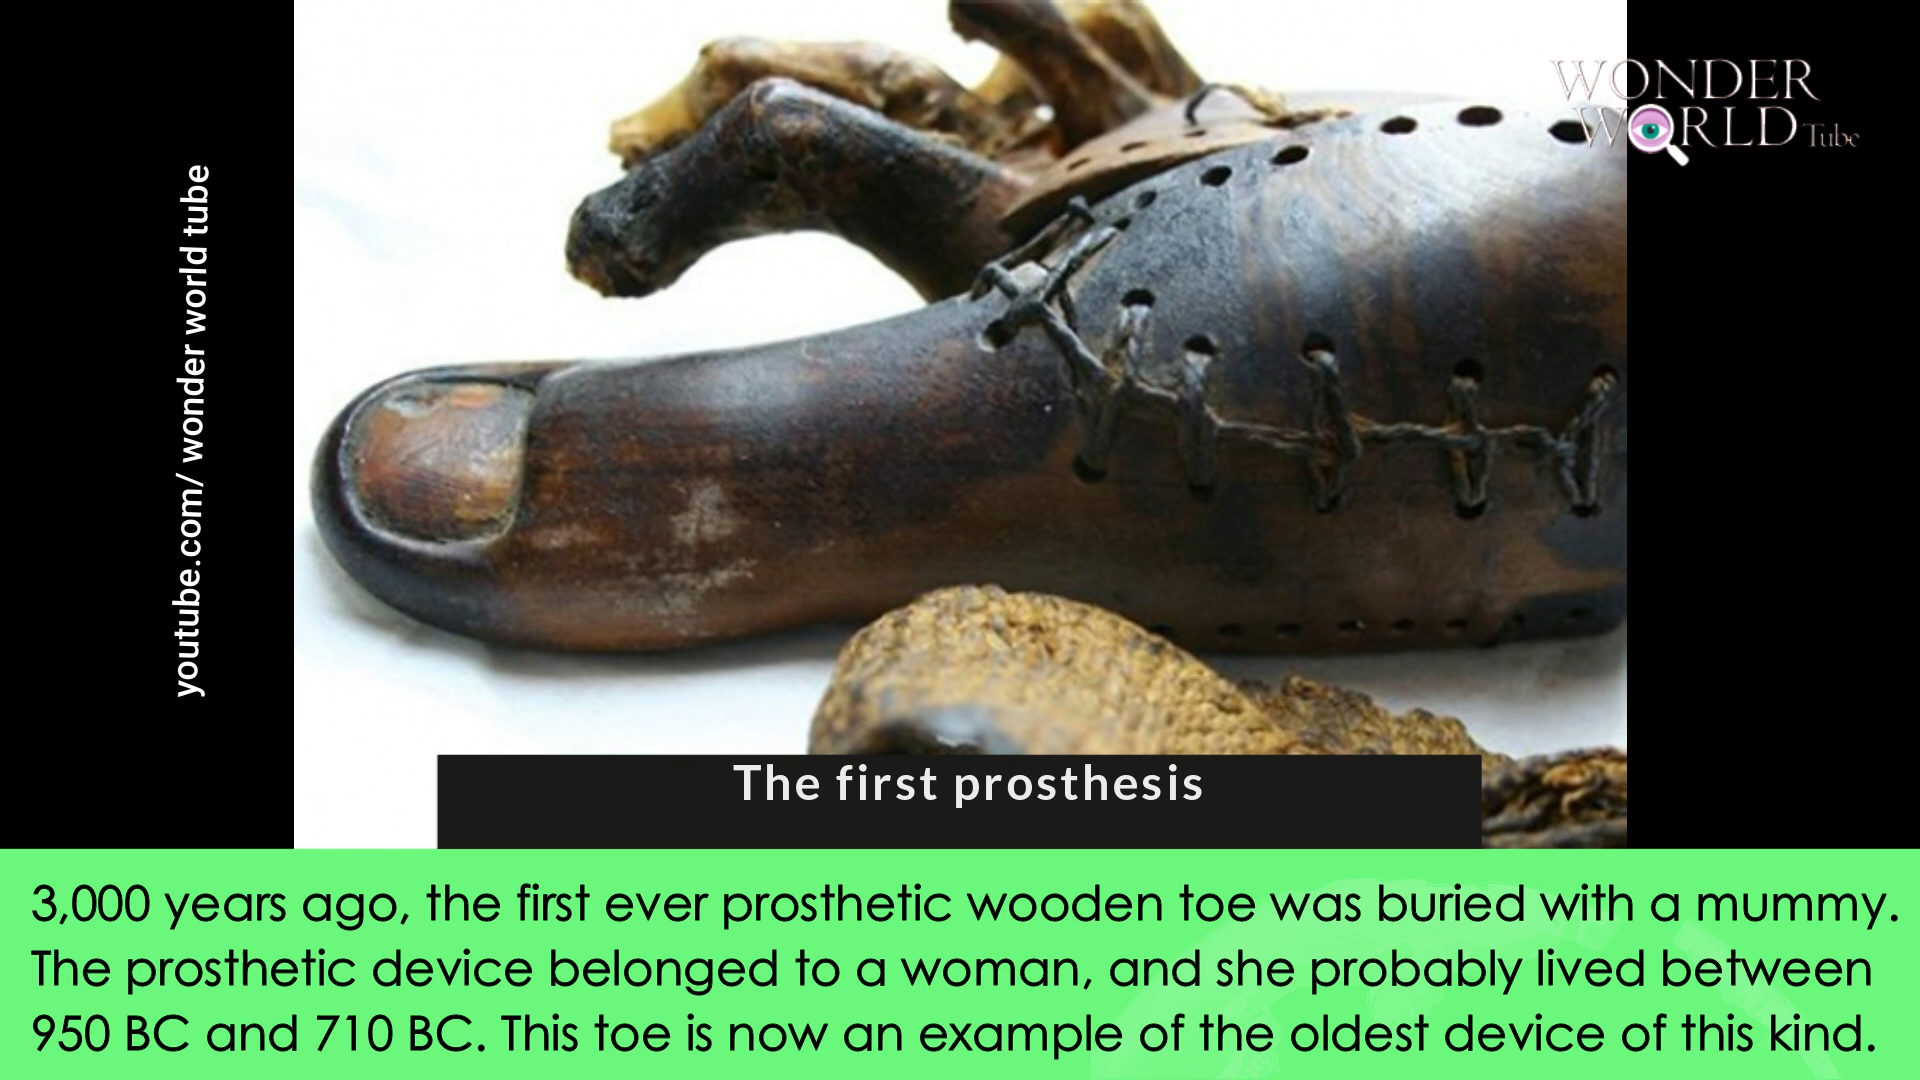 WONDER
WORLD Tube
youtube.com/ wonder world tube
The first prosthesis
3,000 years ago, the first ever prosthetic wooden toe was buried with a mummy.
The prosthetic device belonged to a woman, and she probably lived between
950 BC and 710 BC. This toe is now an example of the oldest device of this kind.